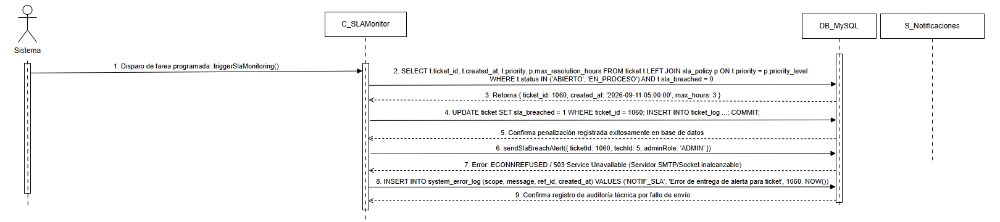 C_SLAMonitor
DB_MySQL
S_Notificaciones
Sistema
1. Disparo de tarea programada: triggerSlaMonitoring()
2. SELECT t.ticket_id, t.created_at, t.priority, p.max_resolution_hours FROM ticket t LEFT JOIN sla_policy p ON t.priority = p.priority_level
WHERE t.status IN ('ABIERTO', 'EN_PROCESO') AND t.sla_breached = 0
3. Retorna { ticket_id: 1060, created_at: '2026-09-11 05:00:00', max_hours: 3 }
4. UPDATE ticket SET sla_breached = 1 WHERE ticket_id = 1060; INSERT INTO ticket_log ...; COMMIT;
5. Confirma penalización registrada exitosamente en base de datos
6. sendSlaBreachAlert({ ticketId: 1060, techId: 5, adminRole: 'ADMIN' })
7. Error: ECONNREFUSED / 503 Service Unavailable (Servidor SMTP/Socket inalcanzable)
8. INSERT INTO system_error_log (scope, message, ref_id, created_at) VALUES ('NOTIF_SLA', 'Error de entrega de alerta para ticket', 1060, NOW())
9. Confirma registro de auditoría técnica por fallo de envío